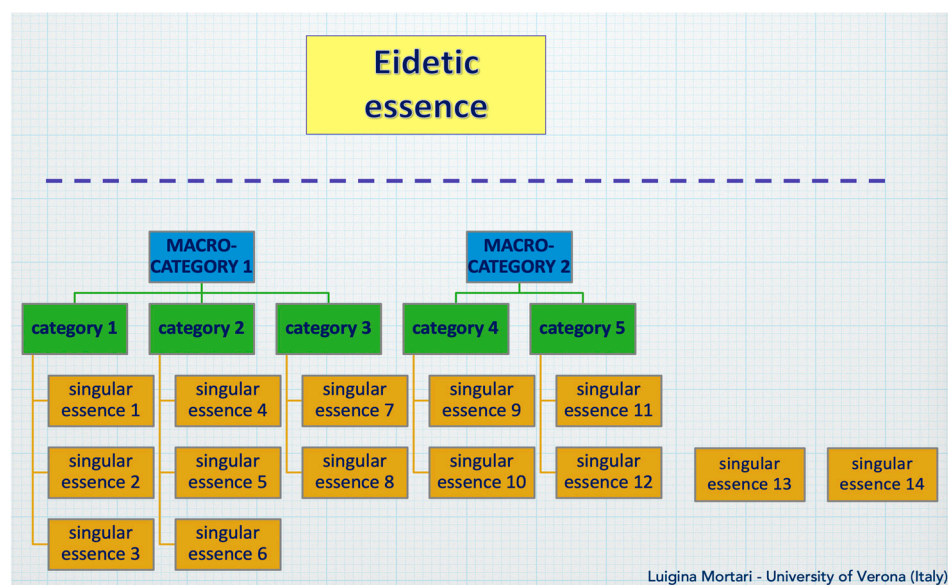 Eidetic
essence
MACRO-
CATEGORY 1
MACRO-
CATEGORY 2
category 1
category 2
category 3
category 4
category 5
singular
essence 1
singular
essence 4
singular
essence 7
singular
essence 9
singular
essence 11
singular
essence 2
singular
essence 5
singular
essence 8
singular
essence 10
singular
essence 12
singular
essence 13
singular
essence 14
singular
essence 3
singular
essence 6
Luigina Mortari - University of Verona (Italy)